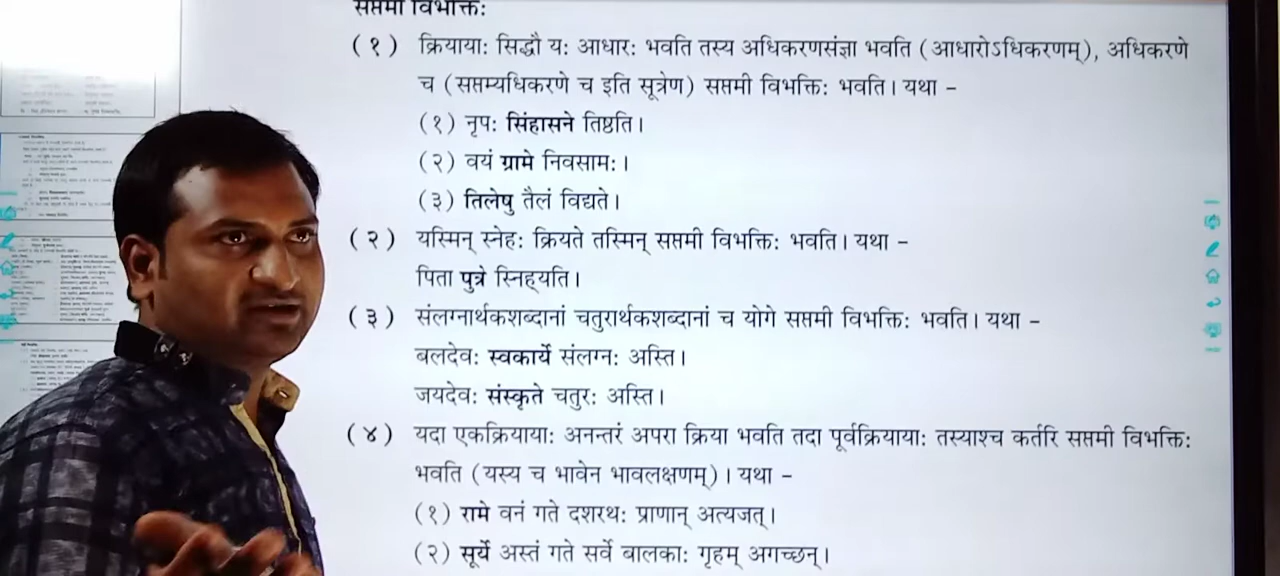 सप्तमी विभक्तिः
(१) क्रियायाः सिद्धौ यः आधारः भवति तस्य अधिकरणसंज्ञा भवति (आधारोऽधिकरणम्), अधिकरणे
च (सप्तम्यधिकरणे च इति सूत्रेण) सप्तमी विभक्तिः भवति। यथा –
(१) नृपः सिंहासने तिष्ठति।
(२) वयं ग्रामे निवसामः।
(३) तिलेषु तैलं विद्यते।
(२) यस्मिन् स्नेहः क्रियते तस्मिन् सप्तमी विभक्तिः भवति। यथा –
पिता पुत्रे स्निह्यति।
(३) संलग्नार्थकशब्दानां चतुरार्थकशब्दानां च योगे सप्तमी विभक्तिः भवति। यथा –
बलदेवः स्वकार्ये संलग्नः अस्ति।
जयदेवः संस्कृते चतुरः अस्ति।
(४) यदा एकक्रियायाः अनन्तरं अपरा क्रिया भवति तदा पूर्वक्रियायाः तस्याश्च कर्तरि सप्तमी विभक्तिः
भवति (यस्य च भावेन भावलक्षणम्)। यथा –
(१) रामे वनं गते दशरथः प्राणान् अत्यजत्।
(२) सूर्ये अस्तं गते सर्वे बालकाः गृहम् अगच्छन्।